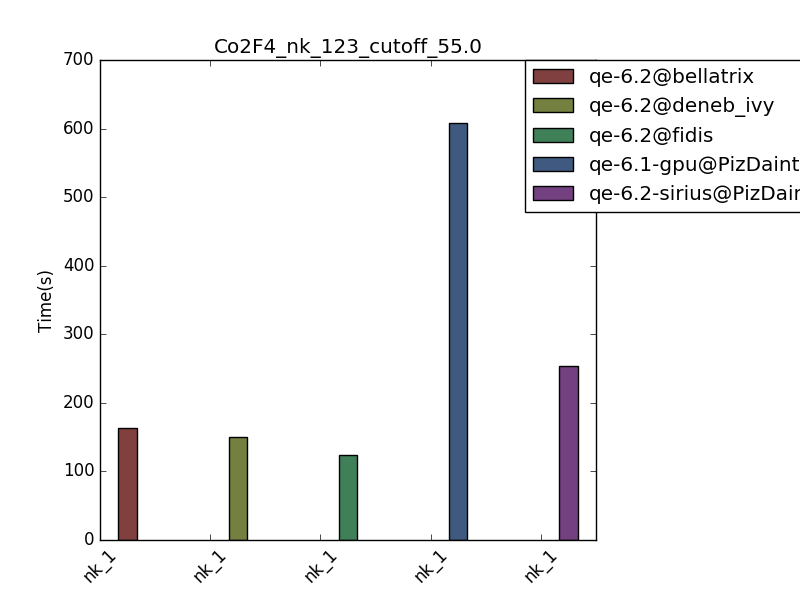 Co2F4_nk_123_cutoff_55.0
700
600
500
400
300
200
100
0
Time(s)
nk_1
nk_1
nk_1
nk_1
nk_1
qe-6.2@bellatrix
qe-6.2@deneb_ivy
qe-6.2@fidis
qe-6.1-gpu@PizDaint
qe-6.2-sirius@PizDain